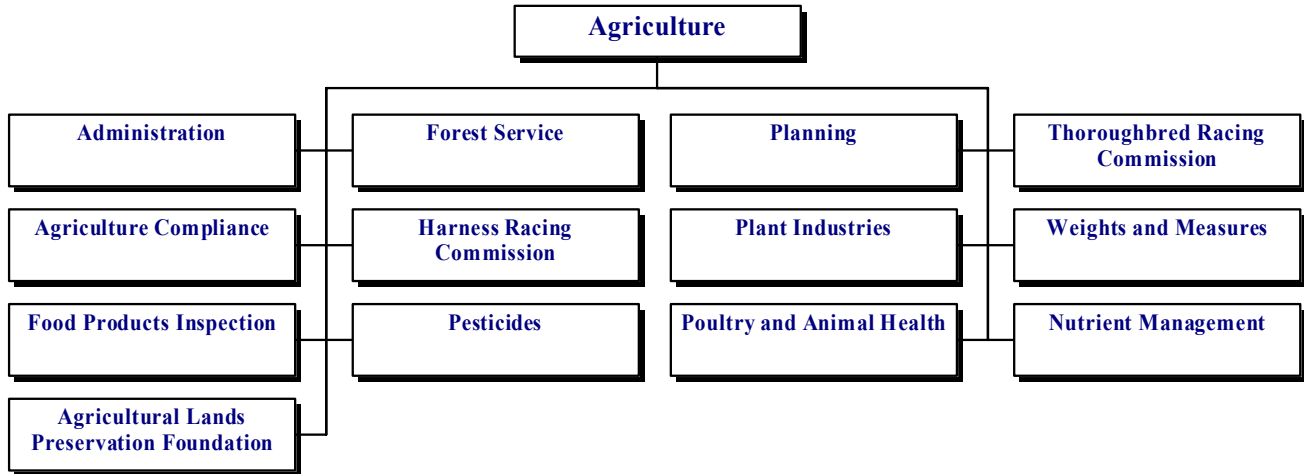 Agriculture
Administration
Forest Service
Planning
Thoroughbred Racing
Commission
Agriculture Compliance
Harness Racing
Commission
Plant Industries
Weights and Measures
Food Products Inspection
Pesticides
Poultry and Animal Health
Nutrient Management
Agricultural Lands
Preservation Foundation